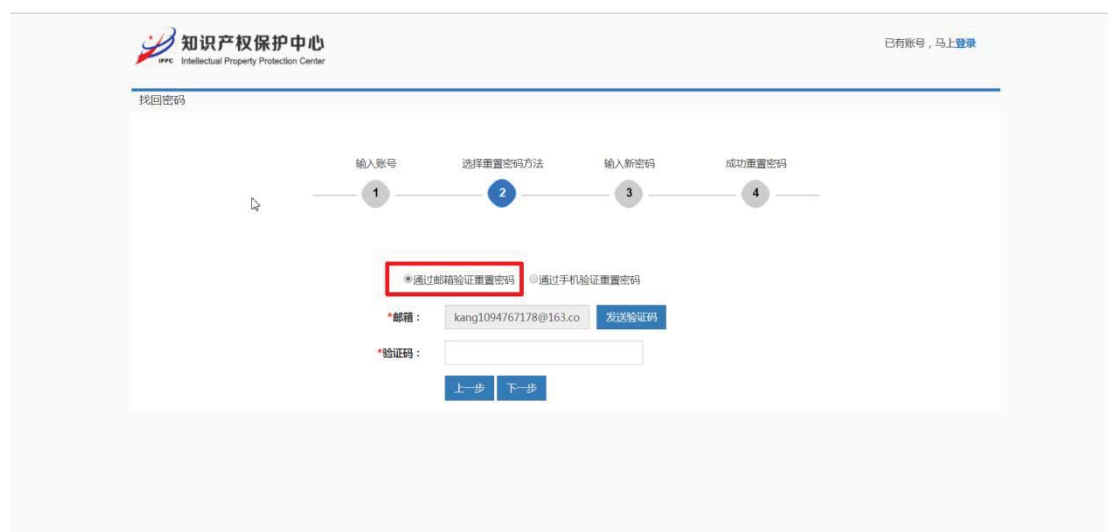 知识产权保护中心
IPPC Intellectual Property Protection Center
已有账号，马上登录
找回密码
输入账号 选择重置密码方法 输入新密码 成功重置密码
1 2 3 4
通过邮箱验证重置密码 通过手机验证重置密码
*邮箱： kang1094767178@163.co 发送验证码
*验证码：
上一步 下一步